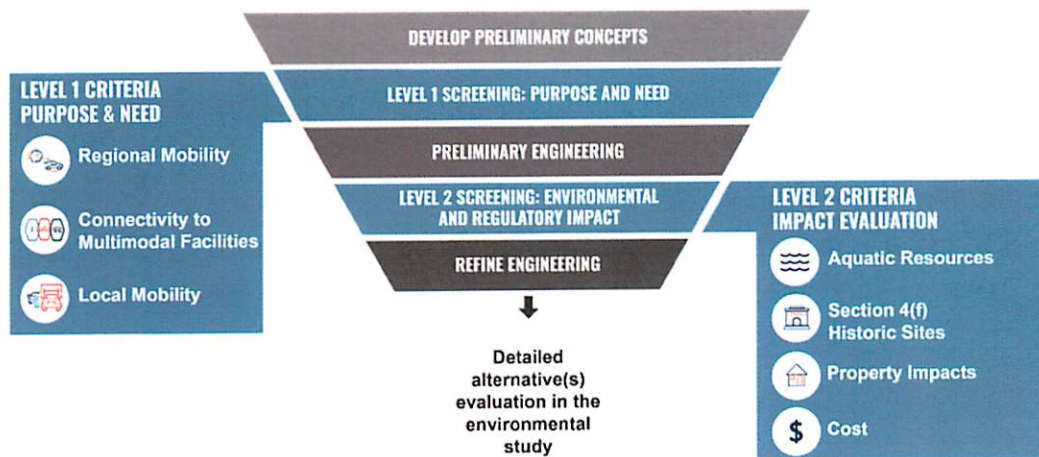 DEVELOP PRELIMINARY CONCEPTS
LEVEL 1 SCREENING: PURPOSE AND NEED
PRELIMINARY ENGINEERING
LEVEL 2 SCREENING: ENVIRONMENTAL
AND REGULATORY IMPACT
REFINE ENGINEERING
LEVEL 1 CRITERIA
PURPOSE & NEED
Regional Mobility
Connectivity to
Multimodal Facilities
Local Mobility
LEVEL 2 CRITERIA
IMPACT EVALUATION
Aquatic Resources
Section 4(f)
Historic Sites
Property Impacts
$ Cost
Detailed
alternative(s)
evaluation in the
environmental
study